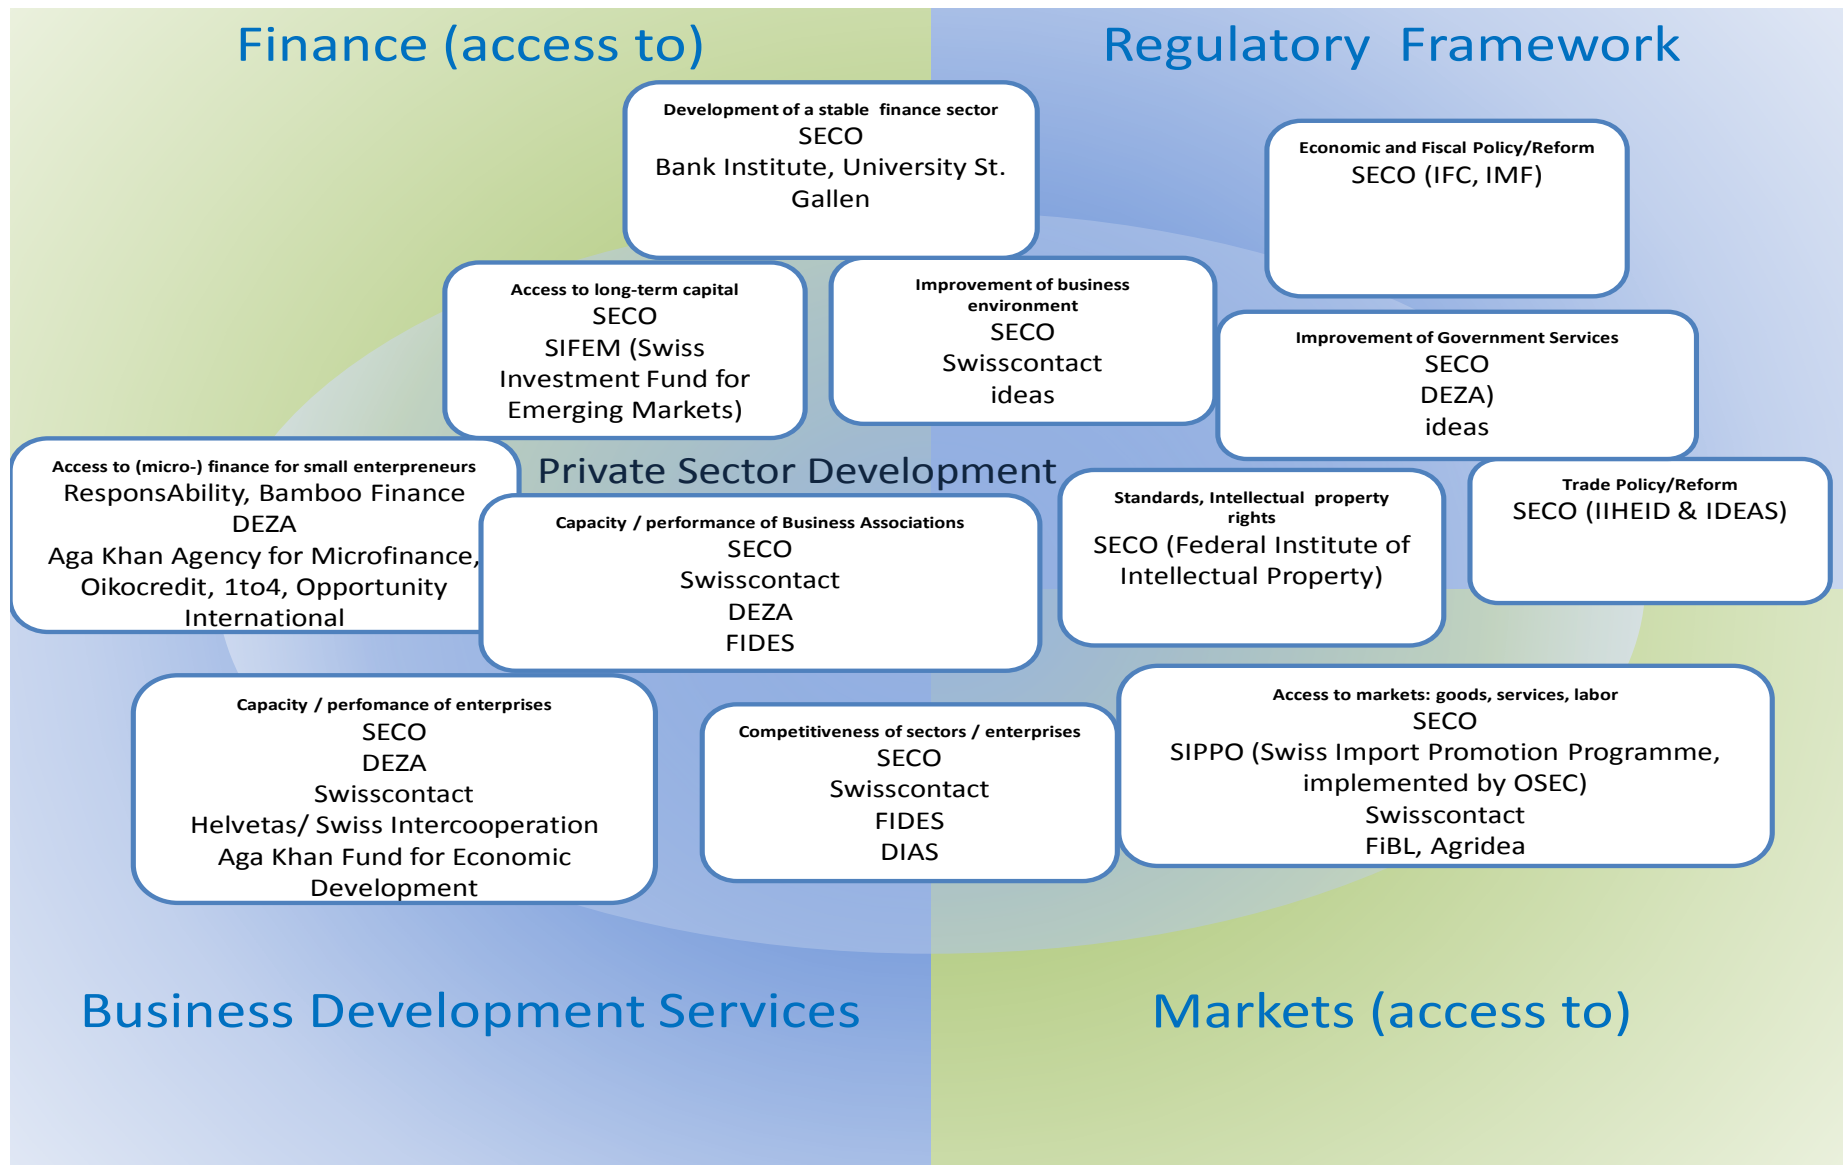 Finance (access to)
Regulatory Framework
Development of a stable finance sector
SECO
Bank Institute, University St.
Gallen
Economic and Fiscal Policy/Reform
SECO (IFC, IMF)
Access to long-term capital
SECO
SIFEM (Swiss
Investment Fund for
Emerging Markets)
Improvement of business
environment
SECO
Swisscontact
ideas
Improvement of Government Services
SECO
DEZA)
ideas
Access to (micro-) finance for small enterpreneurs
ResponsAbility, Bamboo Finance
DEZA
Aga Khan Agency for Microfinance,
Oikocredit, 1to4, Opportunity
International
Private Sector Development
Capacity / performance of Business Associations
SECO
Swisscontact
DEZA
FIDES
Standards, Intellectual property
rights
SECO (Federal Institute of
Intellectual Property)
Trade Policy/Reform
SECO (IIHEID & IDEAS)
Capacity / perfomance of enterprises
SECO
DEZA
Swisscontact
Helvetas/ Swiss Intercooperation
Aga Khan Fund for Economic
Development
Competitiveness of sectors / enterprises
SECO
Swisscontact
FIDES
DIAS
Access to markets: goods, services, labor
SECO
SIPPO (Swiss Import Promotion Programme,
implemented by OSEC)
Swisscontact
FiBL, Agridea
Business Development Services
Markets (access to)